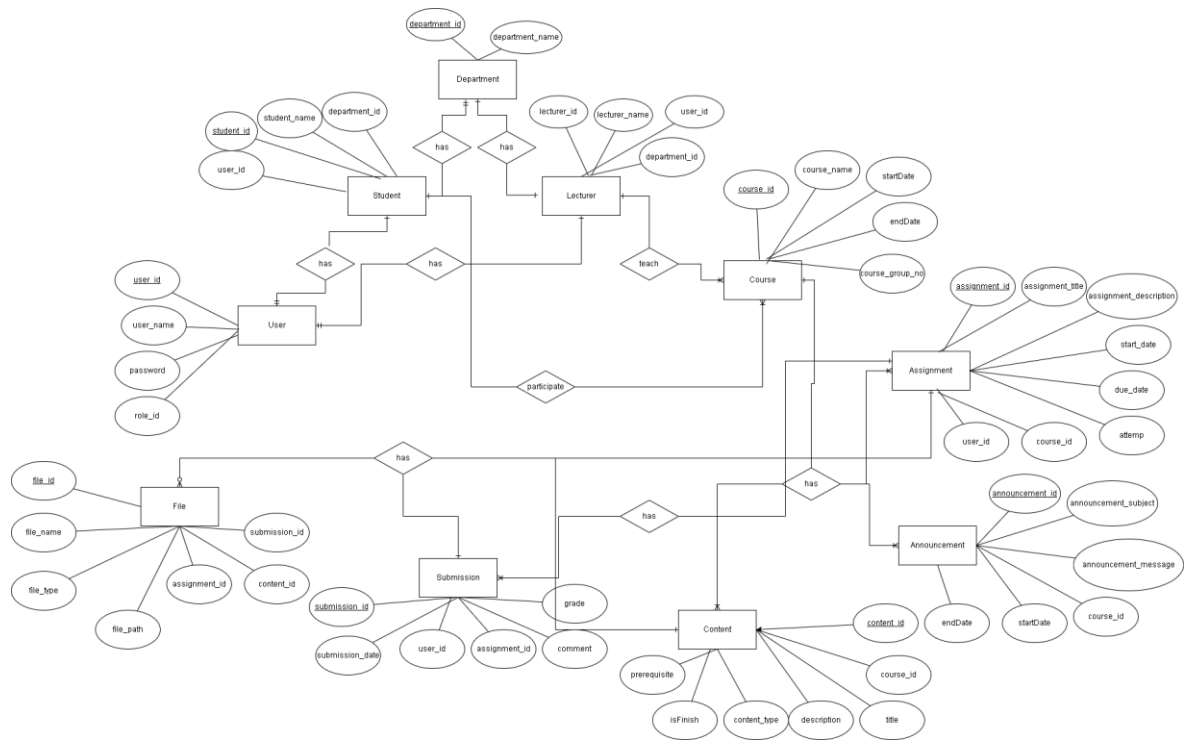 department_id
department_name
Department
student_id
student_name
department_id
user_id
has
has
lecturer_id
lecturer_name
user_id
department_id
Student
Lecturer
course_id
course_name
startDate
endDate
course_group_no
has
has
teach
Course
user_id
user_name
password
role_id
User
assignment_id
assignment_title
assignment_description
start_date
due_date
attemp
Assignment
user_id
course_id
participate
has
has
has
file_id
file_name
file_type
file_path
assignment_id
content_id
submission_id
File
announcement_id
announcement_subject
announcement_message
course_id
startDate
endDate
Announcement
Submission
submission_id
submission_date
user_id
assignment_id
comment
grade
Content
content_id
course_id
title
description
content_type
isFinish
prerequisite